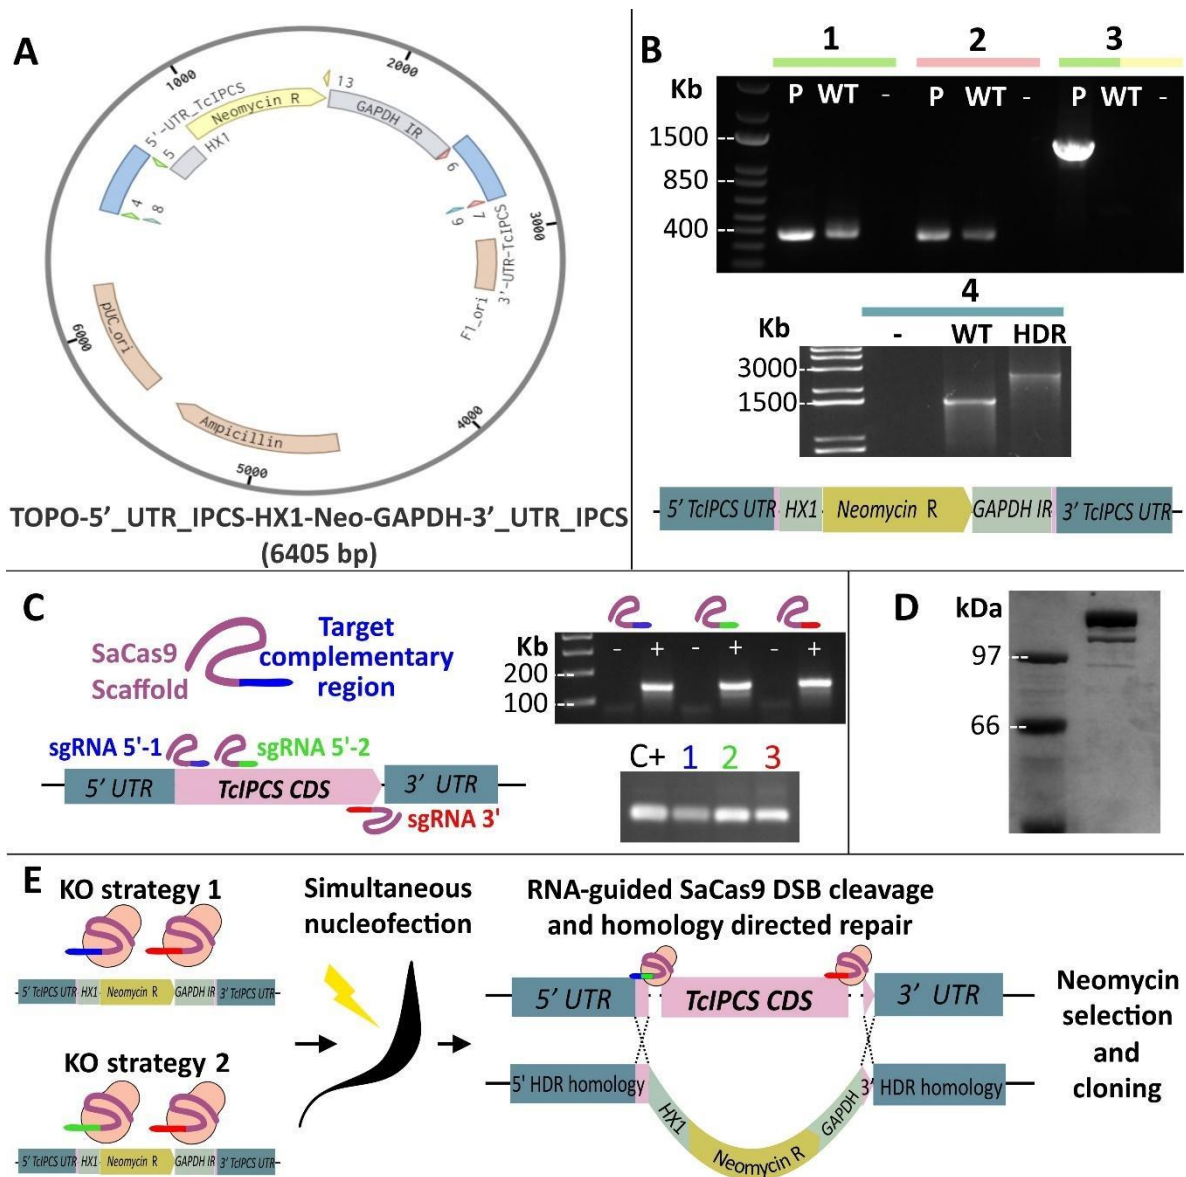 A
1000
2000
3000
4000
5000
6000
5'-UTR_TcIPCS
Neomycin R
13
GAPDH IR
HX1
5
6
4
8
9
7
3'-UTR-TcIPCS
F1_ori
pUC_ori
Ampicillin
TOPO-5'_UTR_IPCS-HX1-Neo-GAPDH-3'_UTR_IPCS
(6405 bp)
B
1 2 3
Kb P WT - P WT - P WT -
1500
850
400
4
Kb - WT HDR
3000
1500
5' TcIPCS UTR HX1 Neomycin R GAPDH IR 3' TcIPCS UTR
C
SaCas9
Scaffold
Target
complementary
region
sgRNA 5'-1 sgRNA 5'-2
5' UTR TcIPCS CDS 3' UTR
sgRNA 3'
Kb - + - + - +
200
100
C+ 1 2 3
D
kDa
97
66
E
KO strategy 1
5' TcIPCS UTR HX1 Neomycin R GAPDH IR 3' TcIPCS UTR
KO strategy 2
5' TcIPCS UTR HX1 Neomycin R GAPDH IR 3' TcIPCS UTR
Simultaneous
nucleofection
RNA-guided SaCas9 DSB cleavage
and homology directed repair
5' UTR TcIPCS CDS 3' UTR
5' HDR homology 3' HDR homology
HX1 Neomycin R GAPDH
Neomycin
selection
and
cloning